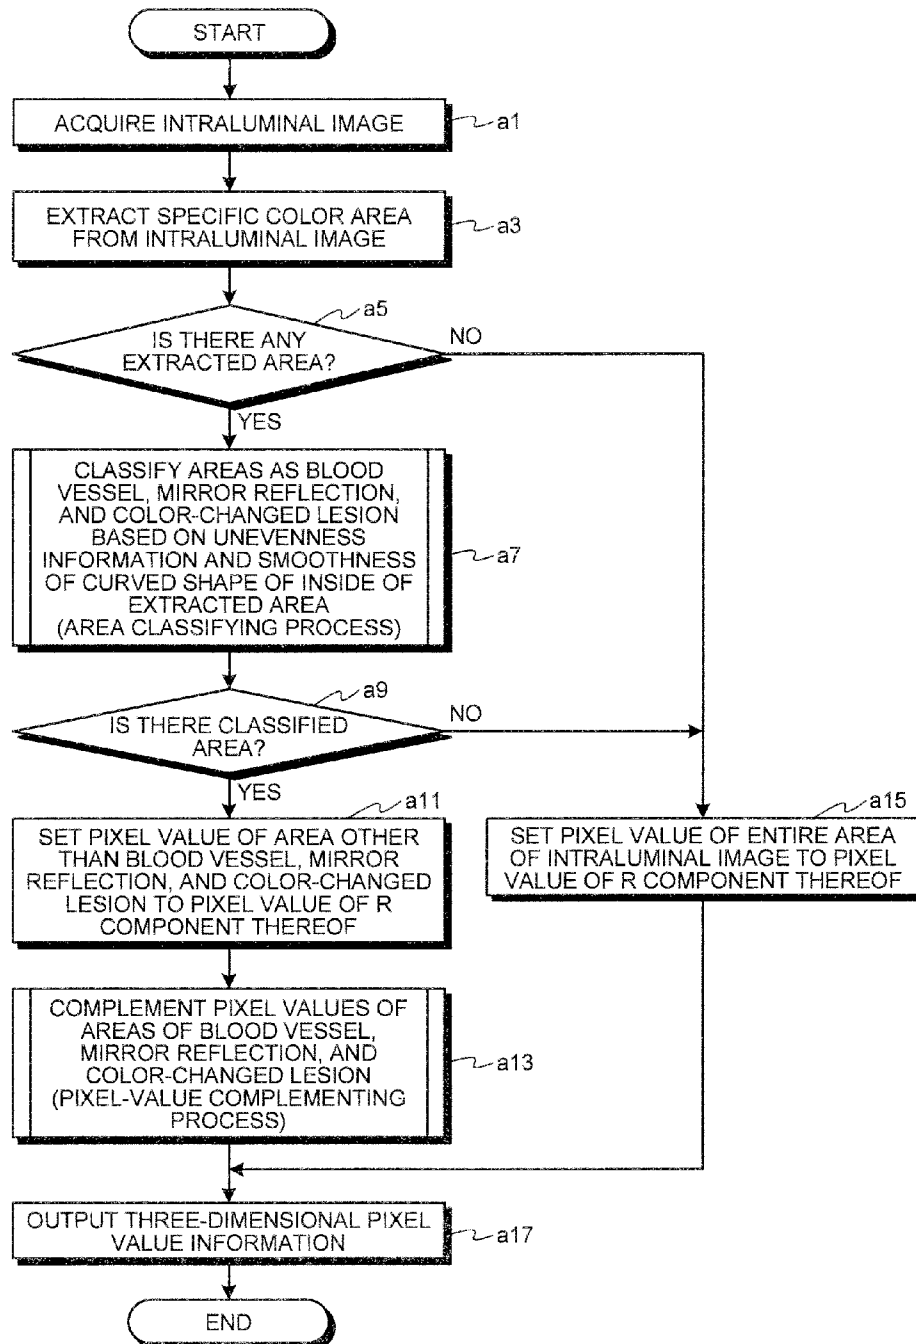 START
ACQUIRE INTRALUMINAL IMAGE
a1
EXTRACT SPECIFIC COLOR AREA
FROM INTRALUMINAL IMAGE
a3
a5
IS THERE ANY
EXTRACTED AREA?
NO
YES
CLASSIFY AREAS AS BLOOD
VESSEL, MIRROR REFLECTION,
AND COLOR-CHANGED LESION
BASED ON UNEVENNESS
INFORMATION AND SMOOTHNESS
OF CURVED SHAPE OF INSIDE OF
EXTRACTED AREA
(AREA CLASSIFYING PROCESS)
a7
a9
IS THERE CLASSIFIED
AREA?
NO
YES
a11
SET PIXEL VALUE OF AREA OTHER
THAN BLOOD VESSEL, MIRROR
REFLECTION, AND COLOR-CHANGED
LESION TO PIXEL VALUE OF R
COMPONENT THEREOF
a15
SET PIXEL VALUE OF ENTIRE AREA
OF INTRALUMINAL IMAGE TO PIXEL
VALUE OF R COMPONENT THEREOF
COMPLEMENT PIXEL VALUES OF
AREAS OF BLOOD VESSEL,
MIRROR REFLECTION, AND
COLOR-CHANGED LESION
(PIXEL-VALUE COMPLEMENTING
PROCESS)
a13
OUTPUT THREE-DIMENSIONAL PIXEL
VALUE INFORMATION
a17
END